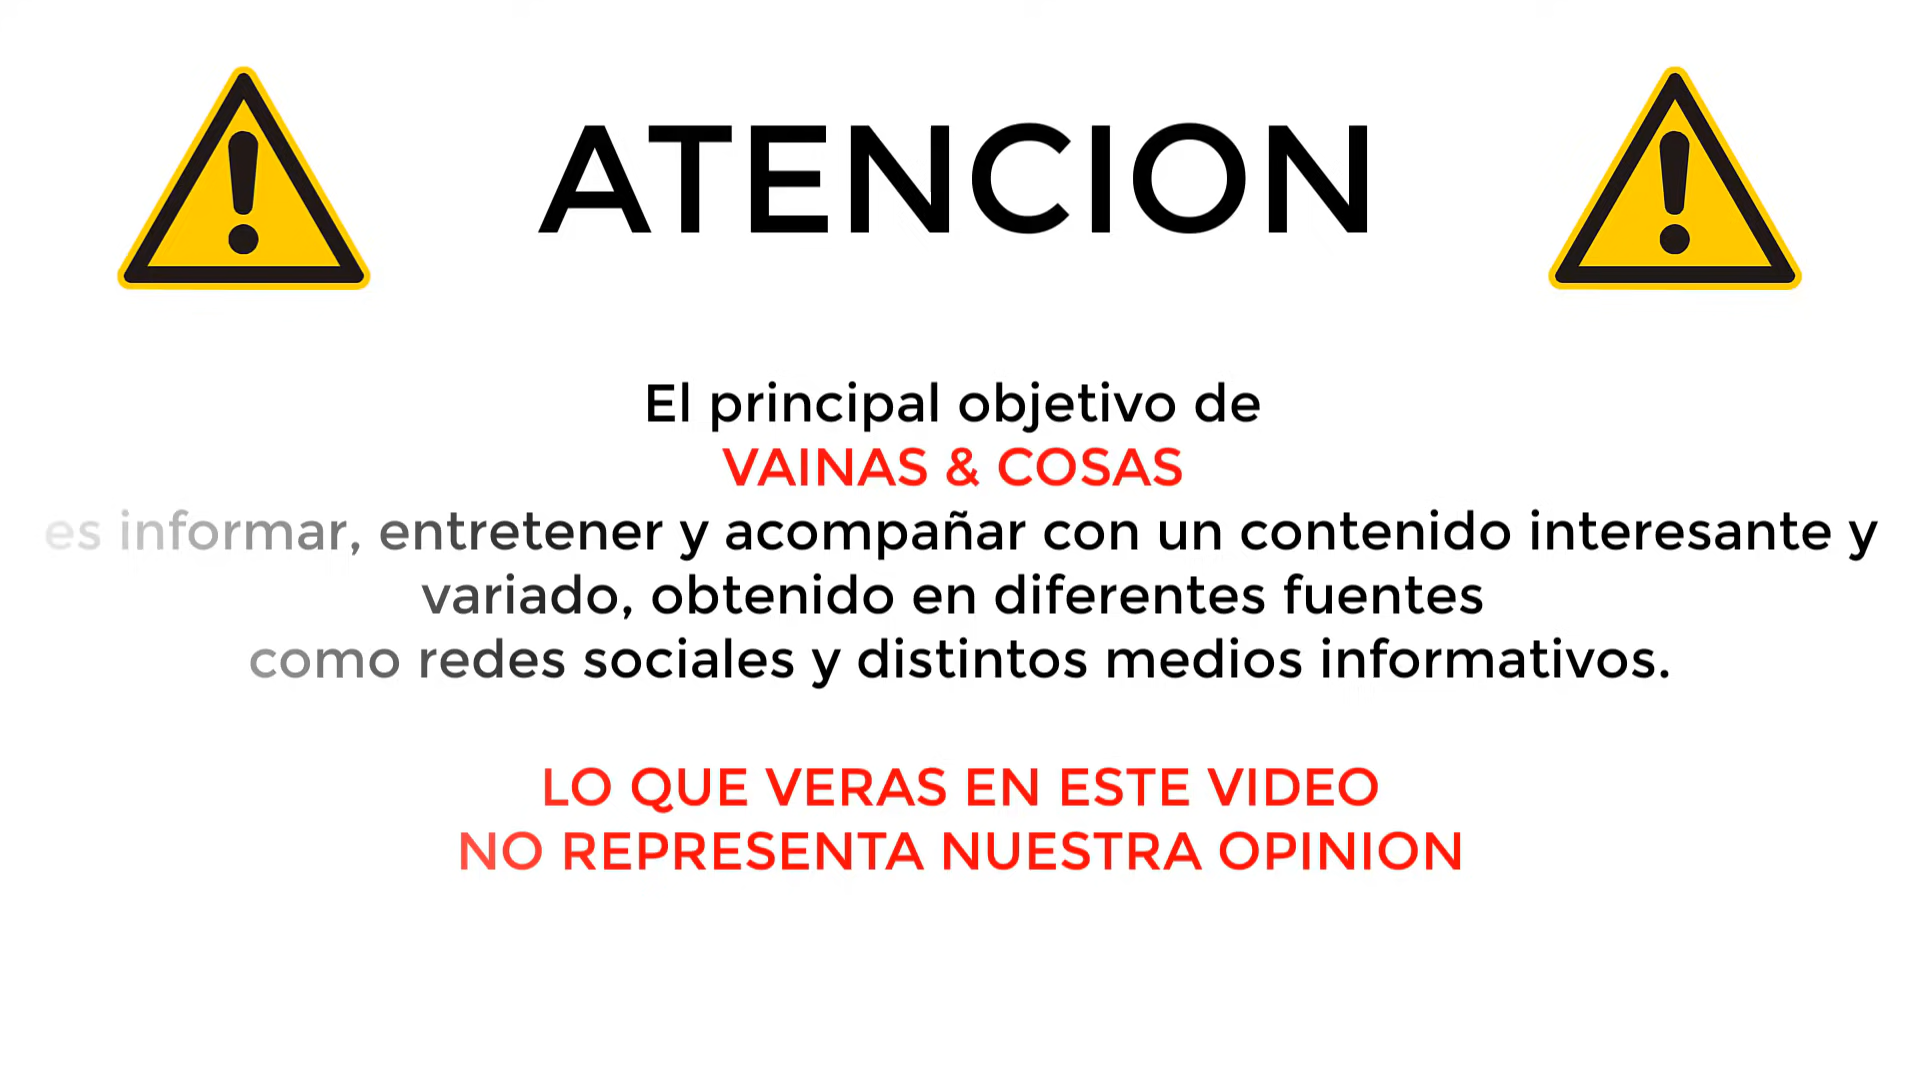 ATENCION
El principal objetivo de
VAINAS & COSAS
es informar, entretener y acompañar con un contenido interesante y
variado, obtenido en diferentes fuentes
como redes sociales y distintos medios informativos.
LO QUE VERAS EN ESTE VIDEO
NO REPRESENTA NUESTRA OPINION